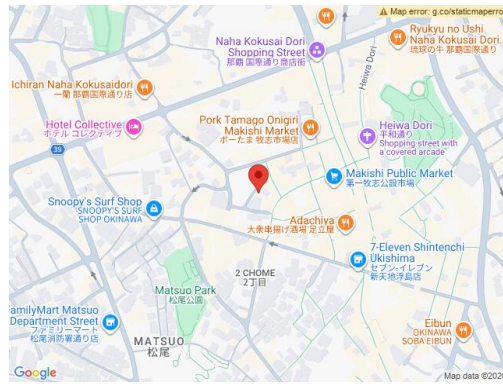 Map error: g.co/staticmaperro
Ryukyu no Ushi
Naha Kokusai Dori
琉球の牛 那覇国際通り
Naha Kokusai Dori
Shopping Street
那覇 国際通り商店街
Heiwa Dori
Ichiran Naha Kokusaidori
一蘭 那覇国際通り店
Hotel Collective
ホテル コレクティブ
39
Pork Tamago Onigiri
Makishi Market
ポーたま 牧志市場店
Heiwa Dori
平和通り
Shopping street with
a covered arcade
Makishi Public Market
第一牧志公設市場
Snoopy's Surf Shop
SNOOPY'S SURF
SHOP OKINAWA
Adachiya
大衆串揚げ酒場 足立屋
7-Eleven Shintenchi
Ukishima
セブン-イレブン
新天地浮島店
2 CHOME
2丁目
Matsuo Park
松尾公園
FamilyMart Matsuo
Department Street
ファミリーマート
松尾消防署通り店
MATSUO
松尾
Eibun
OKINAWA
SOBA EIBUN
Google
Map data ©202